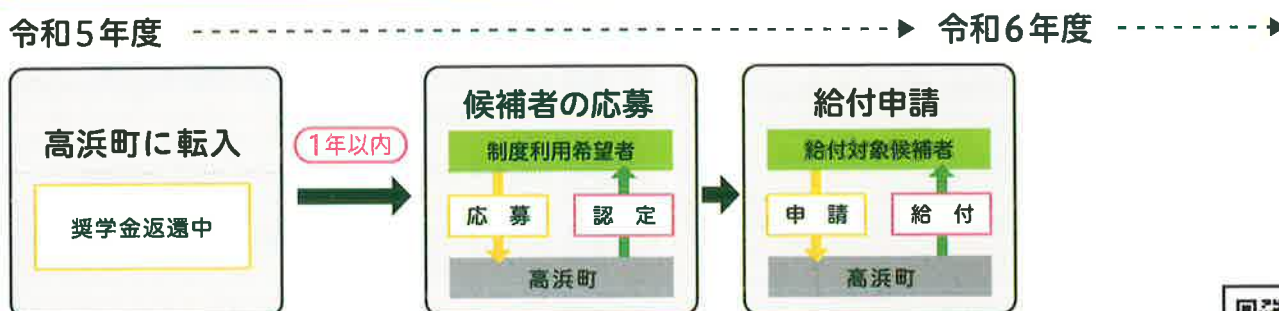 令和5年度
令和6年度
高浜町に転入
奨学金返還中
1年以内
候補者の応募
制度利用希望者
応 募
認 定
高浜町
給付申請
給付対象候補者
申 請
給 付
高浜町